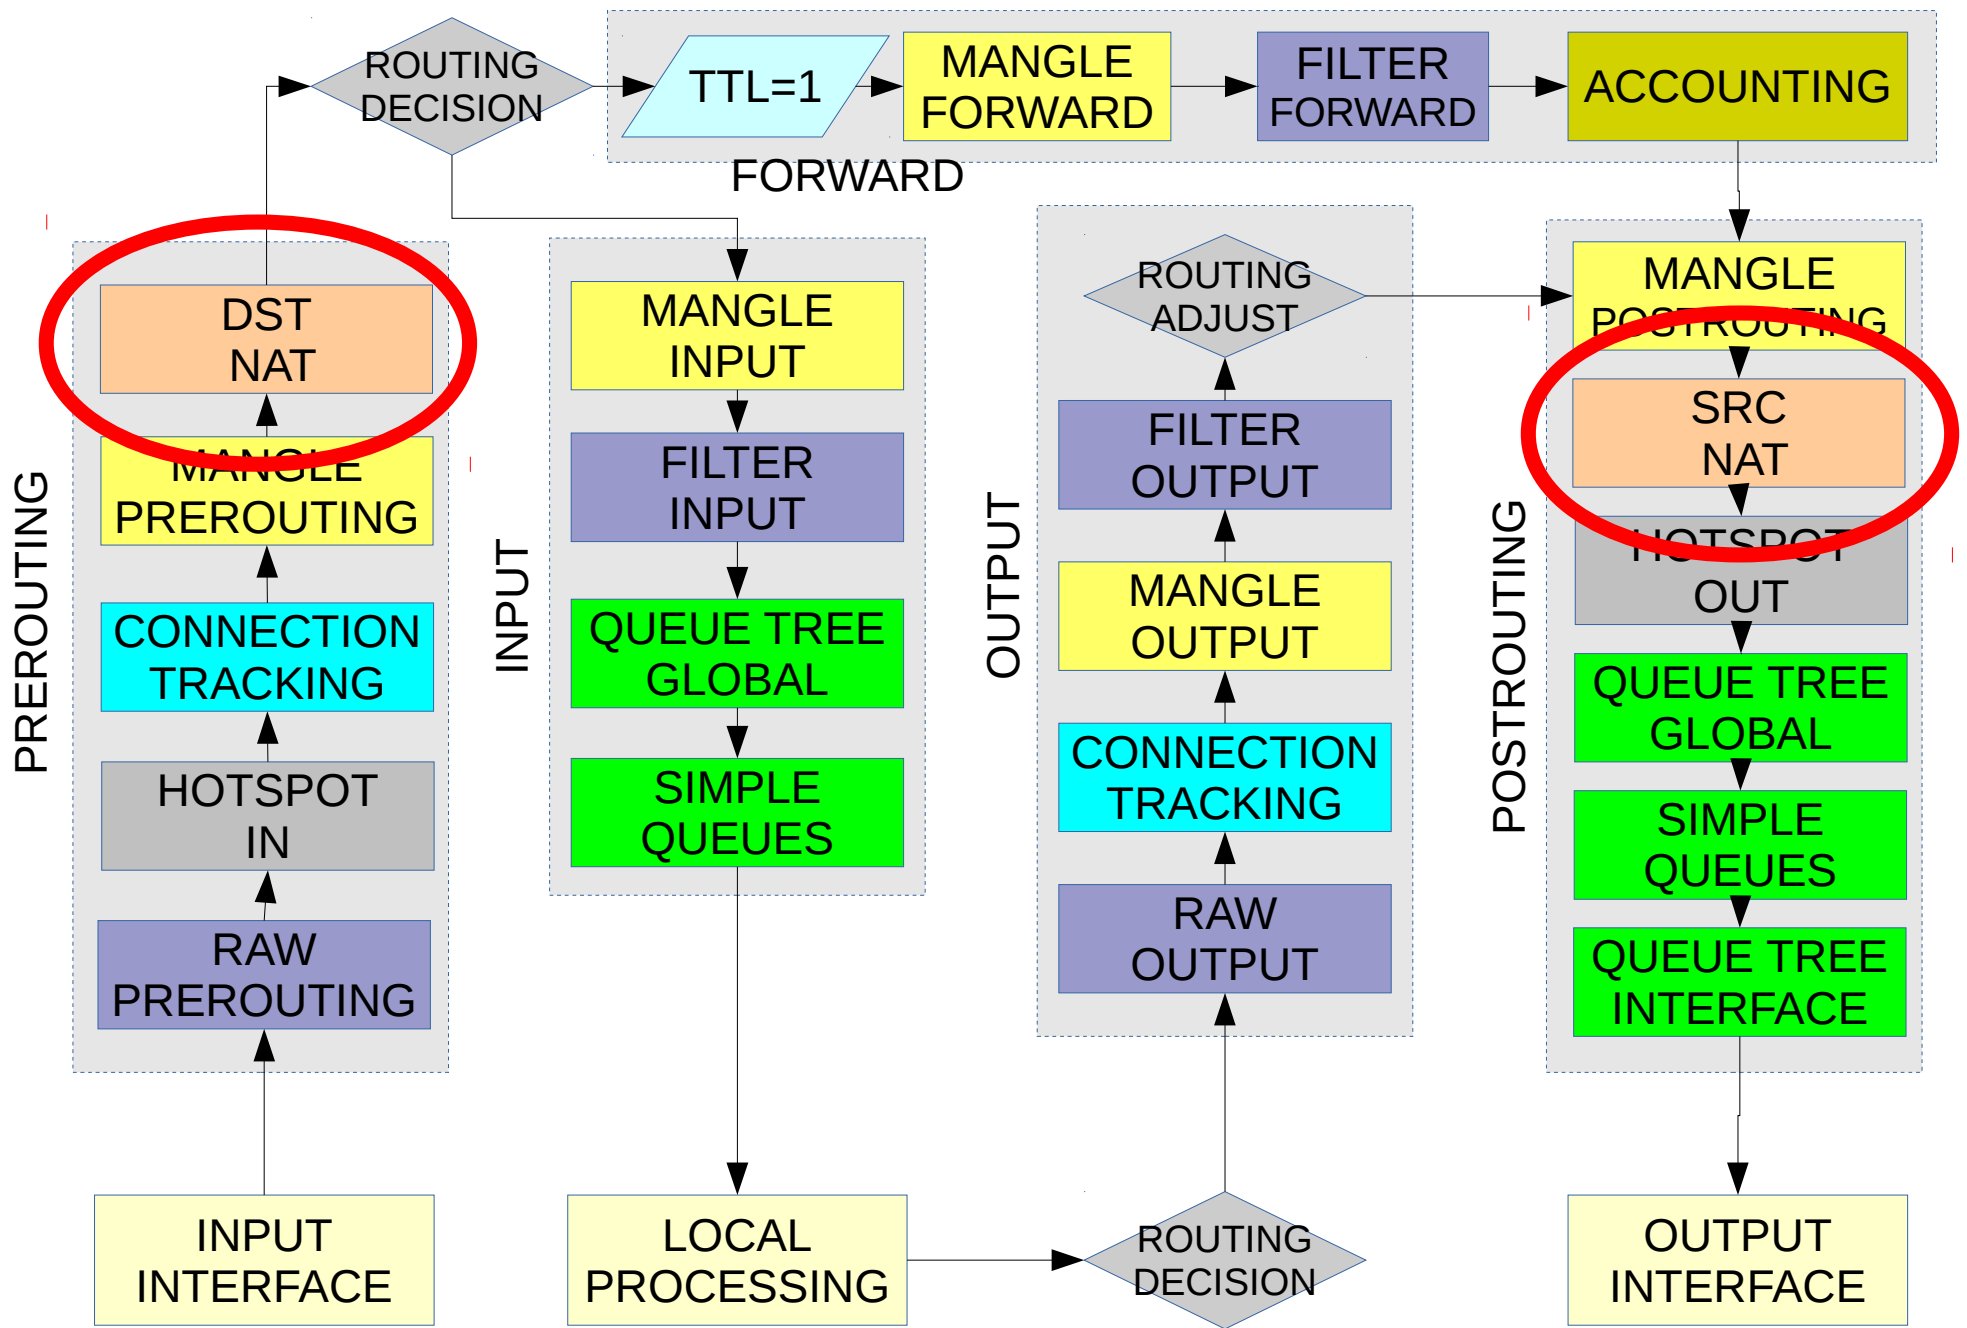 ROUTING
DECISION
TTL=1
MANGLE
FORWARD
FILTER
FORWARD
ACCOUNTING
FORWARD
PREROUTING
DST
NAT
MANGLE
PREROUTING
CONNECTION
TRACKING
HOTSPOT
IN
RAW
PREROUTING
INPUT
INTERFACE
INPUT
MANGLE
INPUT
FILTER
INPUT
QUEUE TREE
GLOBAL
SIMPLE
QUEUES
LOCAL
PROCESSING
OUTPUT
ROUTING
ADJUST
FILTER
OUTPUT
MANGLE
OUTPUT
CONNECTION
TRACKING
RAW
OUTPUT
ROUTING
DECISION
POSTROUTING
MANGLE
POSTROUTING
SRC
NAT
HOTSPOT
OUT
QUEUE TREE
GLOBAL
SIMPLE
QUEUES
QUEUE TREE
INTERFACE
OUTPUT
INTERFACE